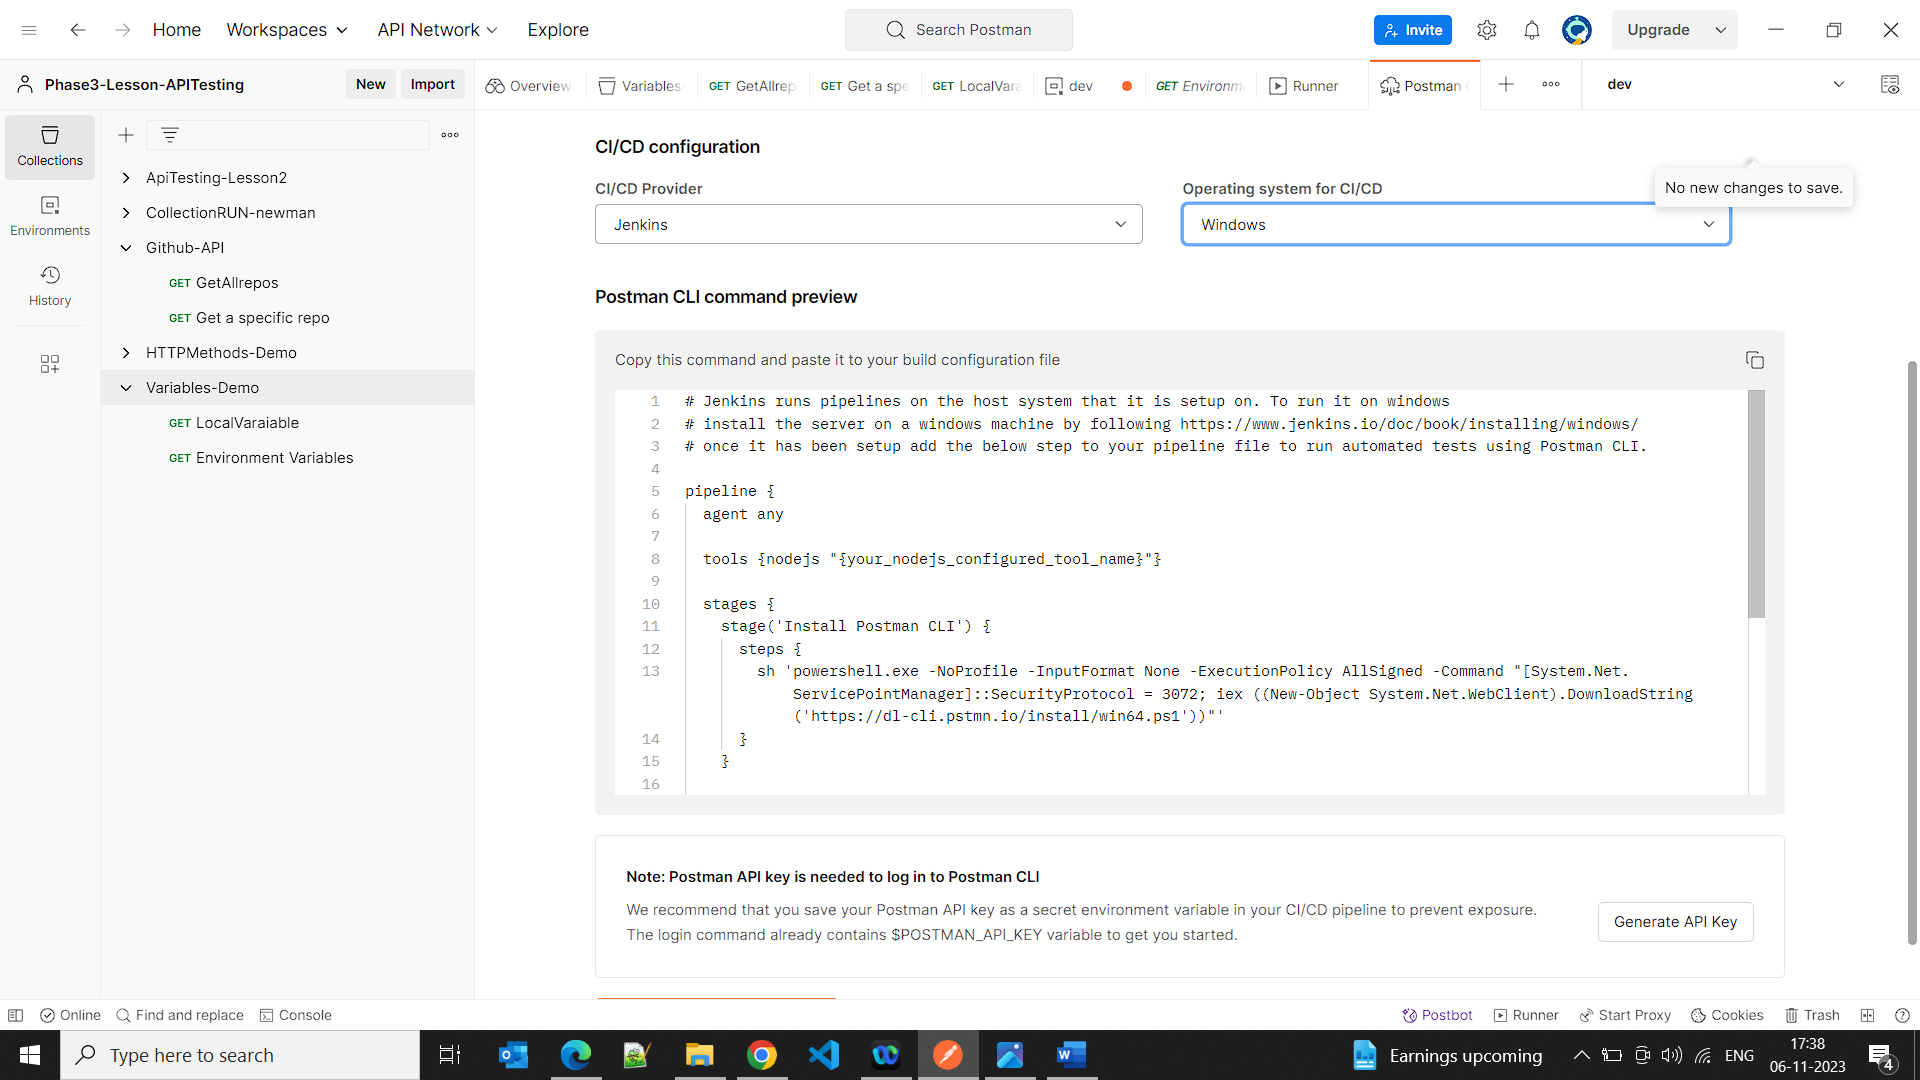 Home
Workspaces
API Network
Explore
Search Postman
Invite
Upgrade
Phase3-Lesson-APITesting
New
Import
Overview
Variables
GET GetAllrep
GET Get a spe
GET LocalVara
dev
GET Environm
Runner
Postman
dev
Collections
Environments
History
ApiTesting-Lesson2
CollectionRUN-newman
Github-API
GET GetAllrepos
GET Get a specific repo
HTTPMethods-Demo
Variables-Demo
GET LocalVaraiable
GET Environment Variables
CI/CD configuration
CI/CD Provider
Jenkins
Operating system for CI/CD
Windows
No new changes to save.
Postman CLI command preview
Copy this command and paste it to your build configuration file
1 # Jenkins runs pipelines on the host system that it is setup on. To run it on windows
2 # install the server on a windows machine by following https://www.jenkins.io/doc/book/installing/windows/
3 # once it has been setup add the below step to your pipeline file to run automated tests using Postman CLI.
4
5 pipeline {
6 agent any
7
8 tools {nodejs "{your_nodejs_configured_tool_name}"}
9
10 stages {
11 stage('Install Postman CLI') {
12 steps {
13 sh 'powershell.exe -NoProfile -InputFormat None -ExecutionPolicy AllSigned -Command "[System.Net.
ServicePointManager]::SecurityProtocol = 3072; iex ((New-Object System.Net.WebClient).DownloadString
('https://dl-cli.pstmn.io/install/win64.ps1'))"'
14 }
15 }
16
Note: Postman API key is needed to log in to Postman CLI
We recommend that you save your Postman API key as a secret environment variable in your CI/CD pipeline to prevent exposure.
The login command already contains $POSTMAN_API_KEY variable to get you started.
Generate API Key
Online
Find and replace
Console
Postbot
Runner
Start Proxy
Cookies
Trash
Type here to search
Earnings upcoming
ENG
17:38
06-11-2023
4